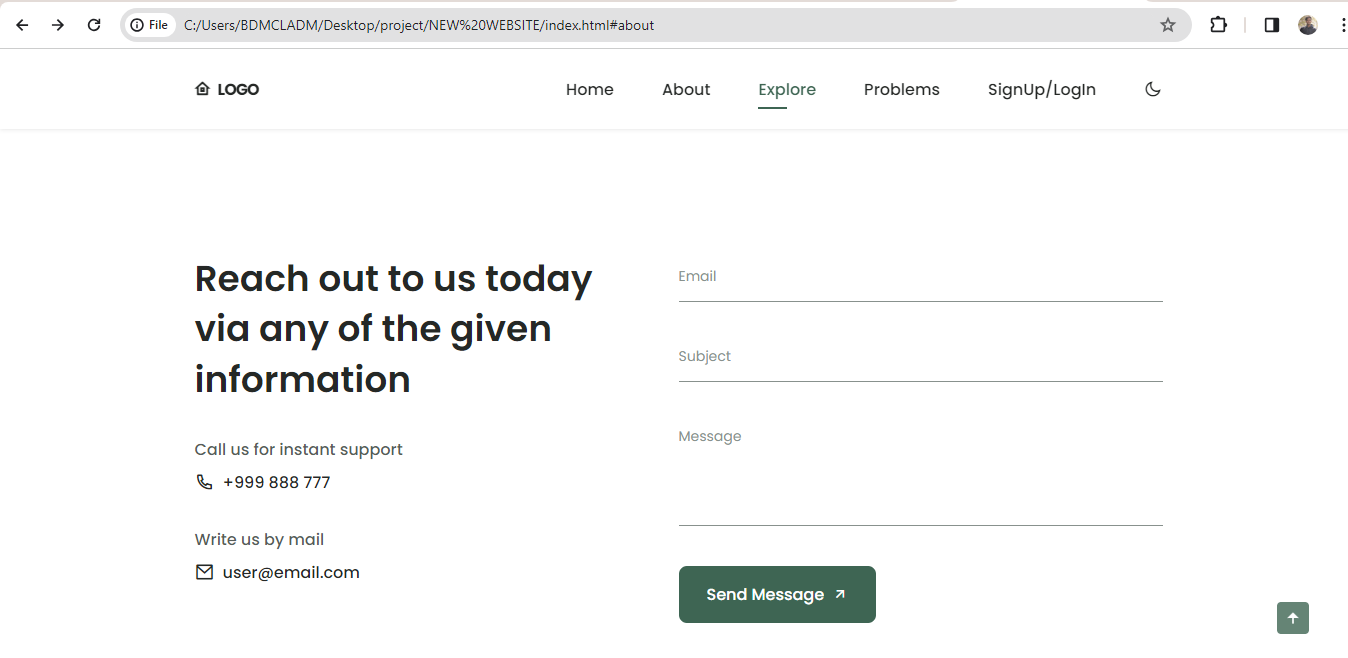 File C:/Users/BDMCLADM/Desktop/project/NEW%20WEBSITE/index.html#about
LOGO Home About Explore Problems SignUp/LogIn
Reach out to us today
via any of the given
information
Call us for instant support
+999 888 777
Write us by mail
user@email.com
Email
Subject
Message
Send Message